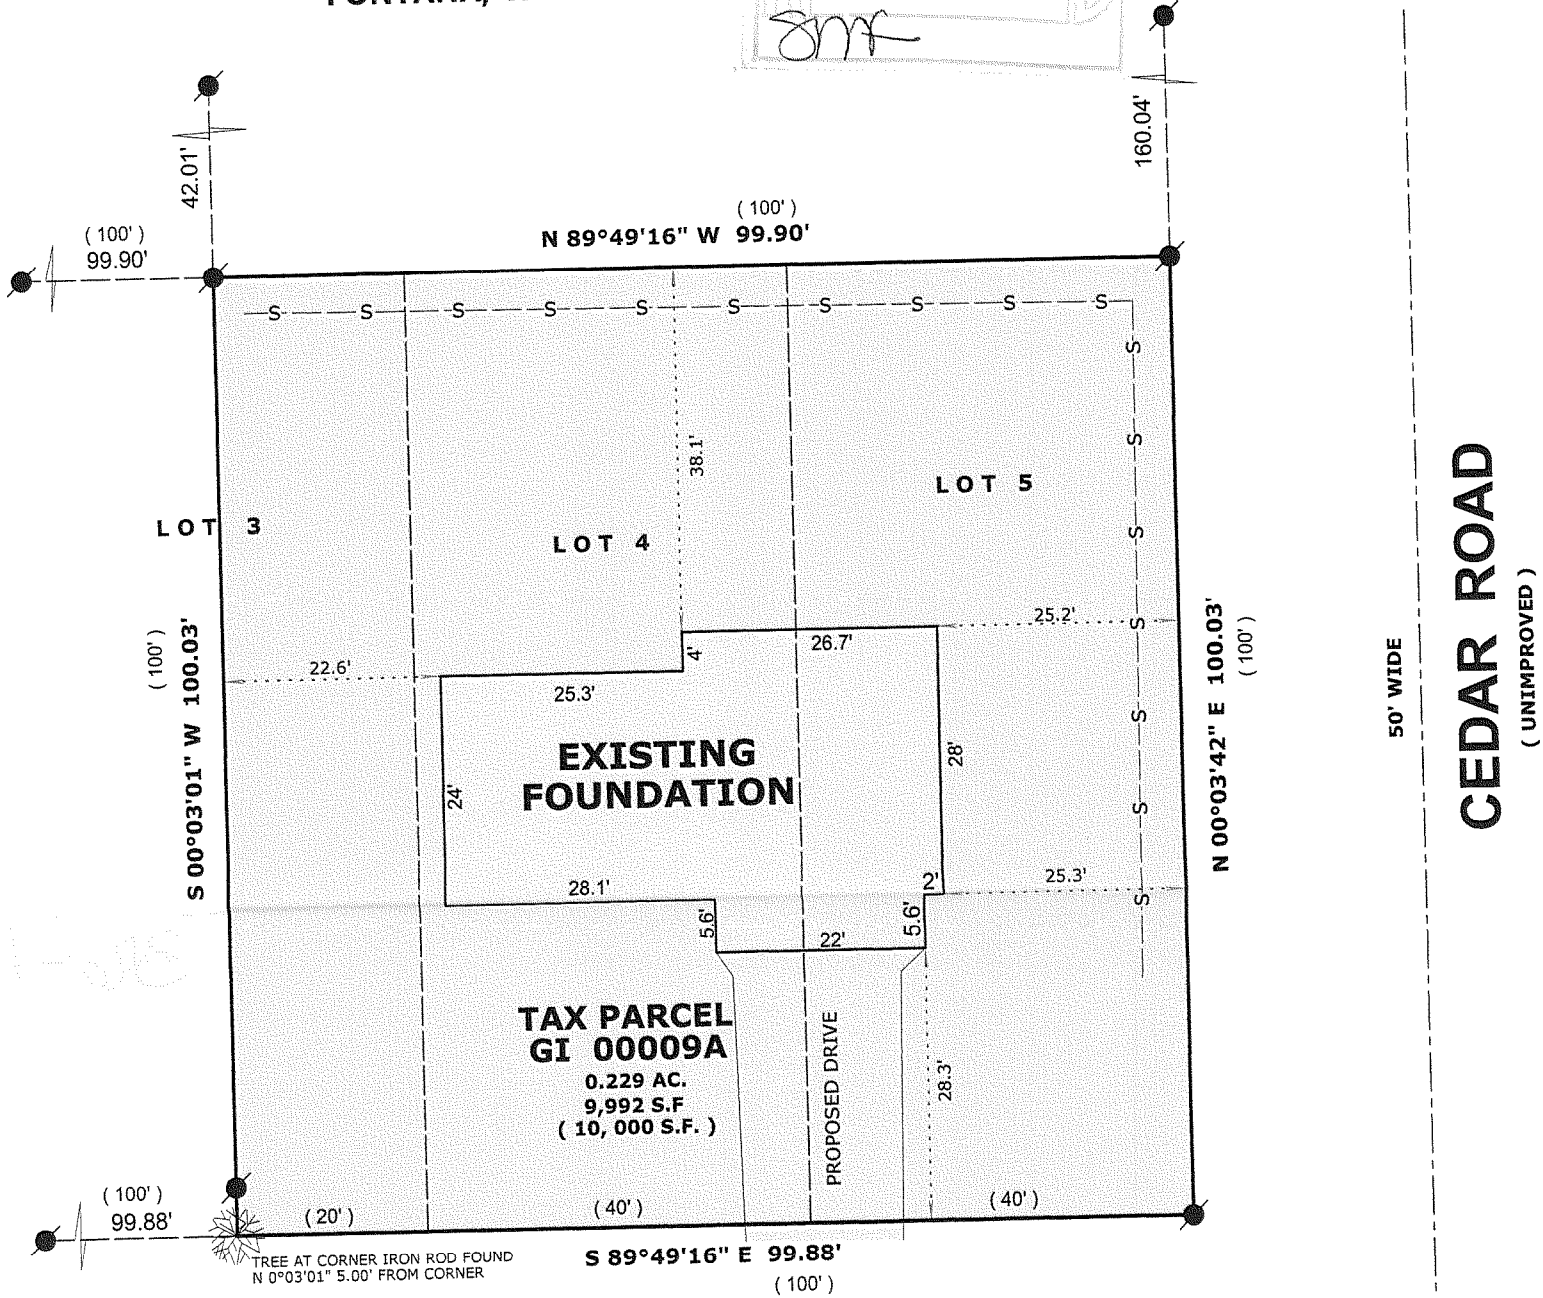 42.01'
160.04'
( 100' )
99.90'
( 100' )
N 89°49'16" W 99.90'
S S S S S S S S S S
S
S
S
S
S
S
S
38.1'
LOT 5
LOT 3
LOT 4
25.2'
26.7'
4'
22.6'
25.3'
( 100' )
S 00°03'01" W 100.03'
N 00°03'42" E 100.03'
( 100' )
50' WIDE
CEDAR ROAD
( UNIMPROVED )
EXISTING
FOUNDATION
24'
28'
28.1'
2'
25.3'
5.6'
5.6'
22'
TAX PARCEL
GI 00009A
0.229 AC.
9,992 S.F
( 10, 000 S.F. )
PROPOSED DRIVE
28.3'
( 100' )
99.88'
( 20' )
( 40' )
( 40' )
TREE AT CORNER IRON ROD FOUND
N 0°03'01" 5.00' FROM CORNER
S 89°49'16" E 99.88'
( 100' )